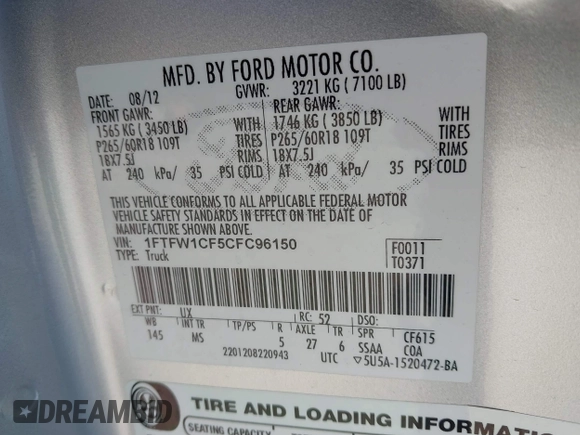 MFD. BY FORD MOTOR CO.
DATE: 08/12 GVWR: 3221 KG ( 7100 LB)
FRONT GAWR: REAR GAWR:
1565 KG ( 3450 LB) WITH 1746 KG ( 3850 LB) WITH
P265/60R18 109T TIRES P265/60R18 109T TIRES
18X7.5J RIMS 18X7.5J RIMS
AT 240 kPa/ 35 PSI COLD AT 240 kPa/ 35 PSI COLD
THIS VEHICLE CONFORMS TO ALL APPLICABLE FEDERAL MOTOR
VEHICLE SAFETY STANDARDS IN EFFECT ON THE DATE OF
MANUFACTURE SHOWN ABOVE.
VIN: 1FTFW1CF5CFC96150 F0011
TYPE: Truck T0371
EXT PNT: UX RC: 52 DSO:
WB INT TR TP/PS R AXLE TR SPR CF615
145 MS 5 27 6 SSAA COA
2201208220943 UTC ▽5U5A-1520472-BA
TIRE AND LOADING INFORMATION
SEATING CAPACITY
DREAMBID